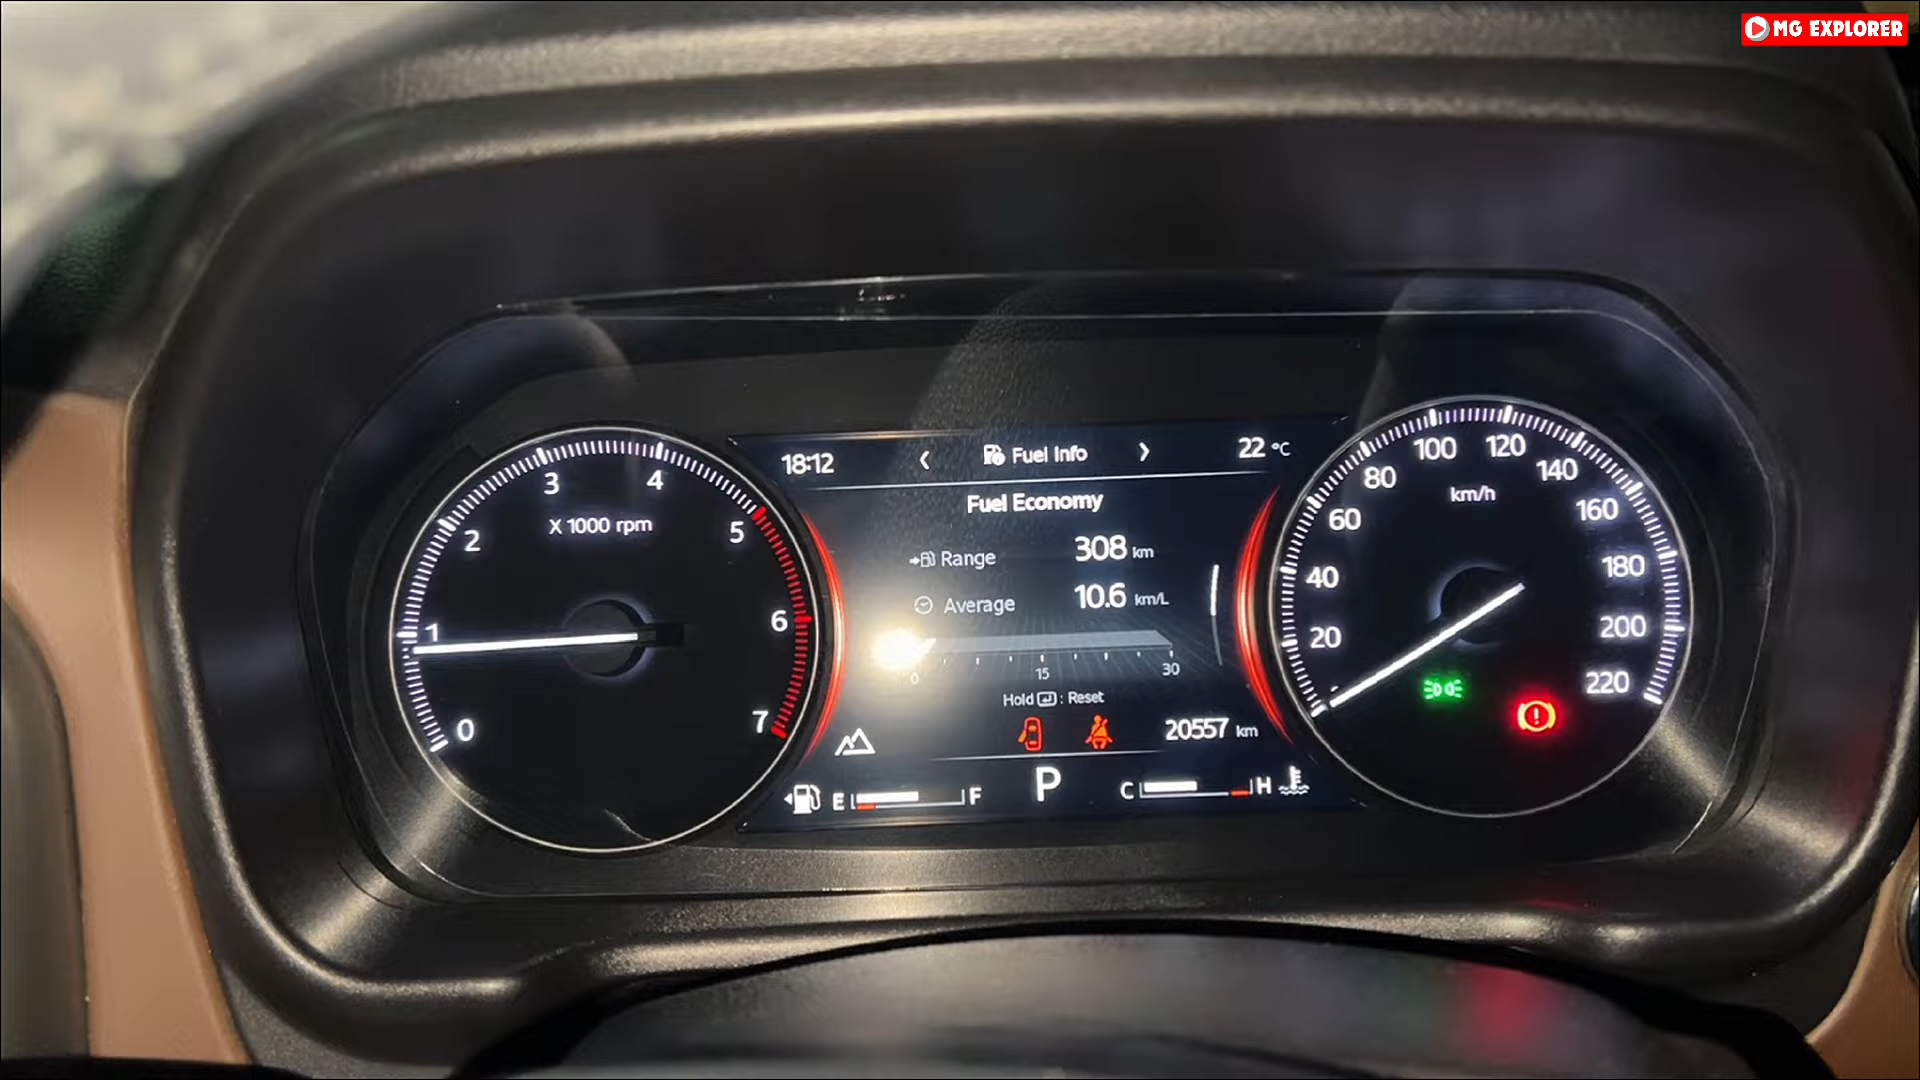 MG EXPLORER
18:12
Fuel Info
22 °C
Fuel Economy
Range 308 km
Average 10.6 km/L
0 15 30
Hold : Reset
20557 km
E F
P
C H
0 1 2 3 4 5 6 7
X 1000 rpm
20 40 60 80 100 120 140 160 180 200 220
km/h